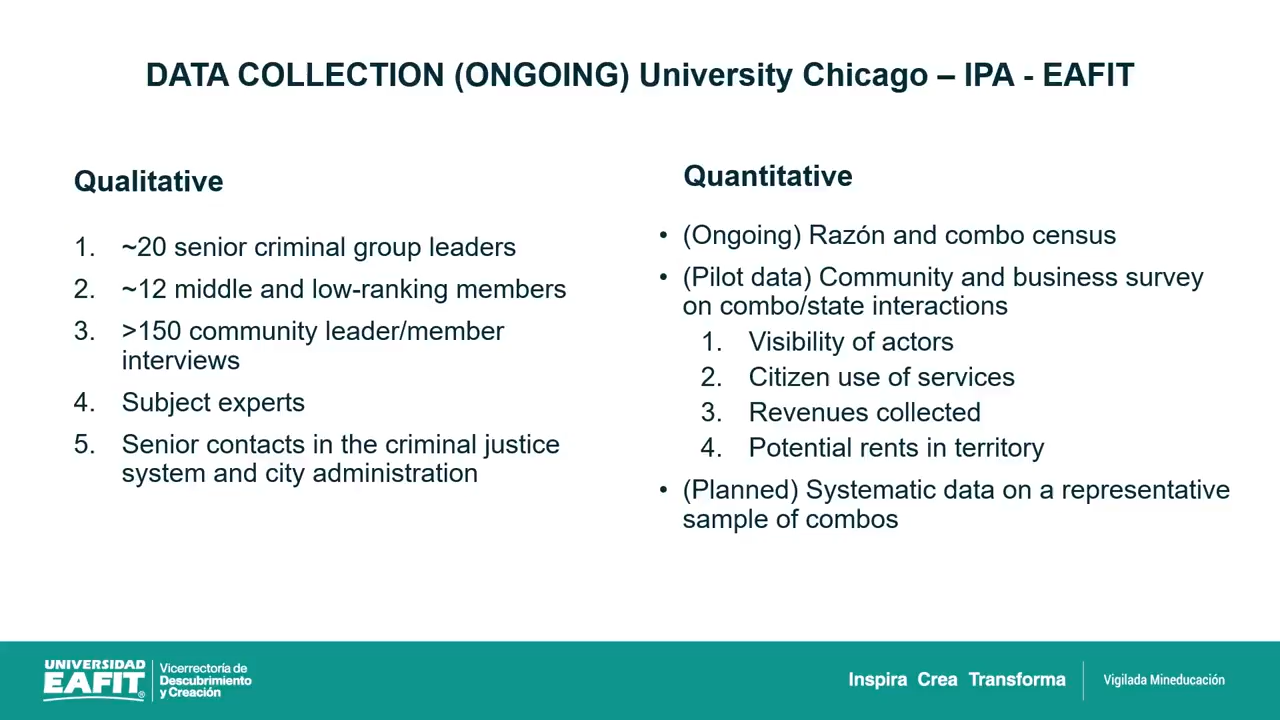 DATA COLLECTION (ONGOING) University Chicago – IPA - EAFIT
Qualitative
1. ~20 senior criminal group leaders
2. ~12 middle and low-ranking members
3. >150 community leader/member
interviews
4. Subject experts
5. Senior contacts in the criminal justice
system and city administration
Quantitative
• (Ongoing) Razón and combo census
• (Pilot data) Community and business survey
on combo/state interactions
1. Visibility of actors
2. Citizen use of services
3. Revenues collected
4. Potential rents in territory
• (Planned) Systematic data on a representative
sample of combos
UNIVERSIDAD
EAFIT®
Vicerrectoría de
Descubrimiento
y Creación
Inspira Crea Transforma
Vigilada Mineducación